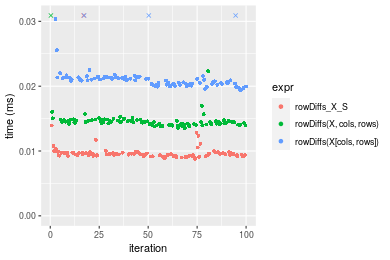 0.03
0.02
0.01
0.00
time (ms)
0
25
50
75
100
iteration
expr
rowDiffs_X_S
rowDiffs(X, cols, rows)
rowDiffs(X[cols, rows])